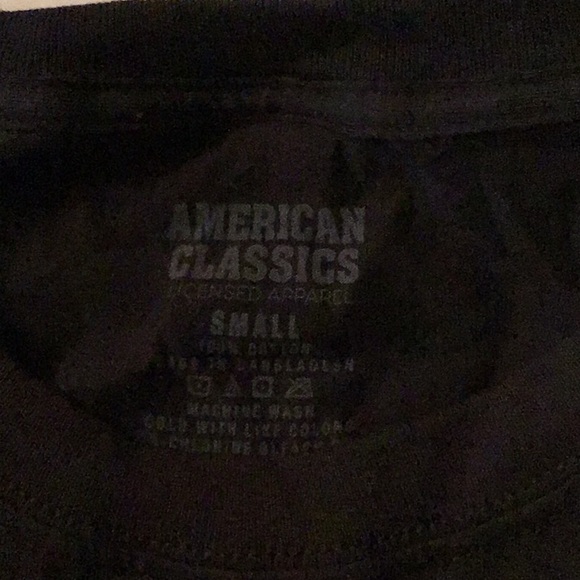 AMERICAN
CLASSICS
LICENSED APPAREL
SMALL
100% COTTON
MADE IN BANGLADESH
MACHINE WASH
COLD WITH LIKE COLORS
CHLORINE BLEACH